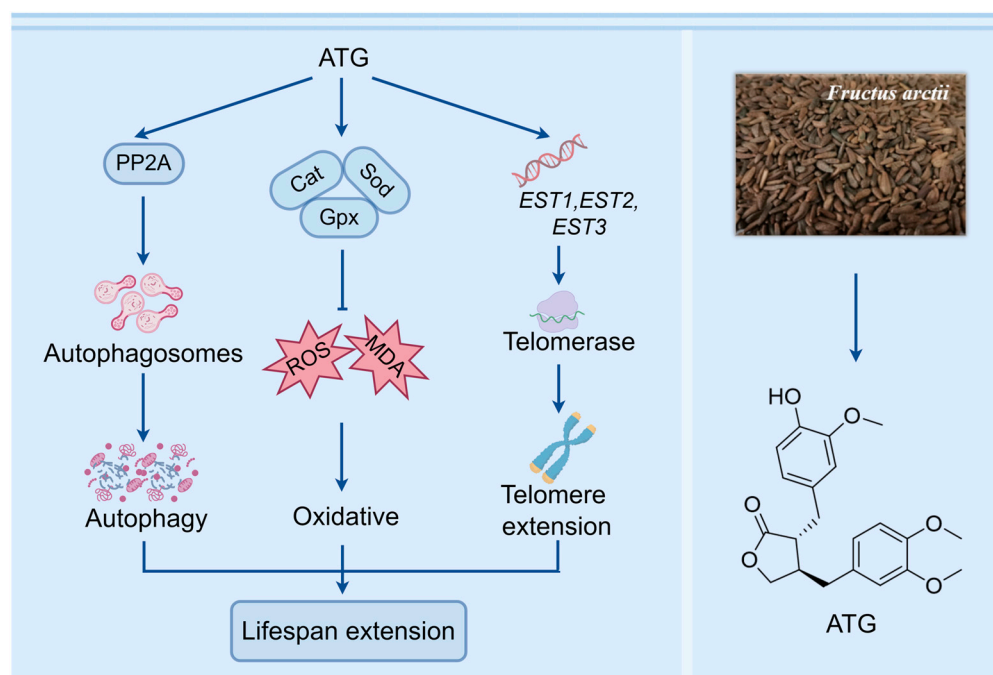 ATG
PP2A
Cat
Sod
Gpx
EST1,EST2,
EST3
Autophagosomes
ROS
MDA
Telomerase
Autophagy
Oxidative
Telomere
extension
Lifespan extension
Fructus arctii
HO
O
O
O
O
O
ATG